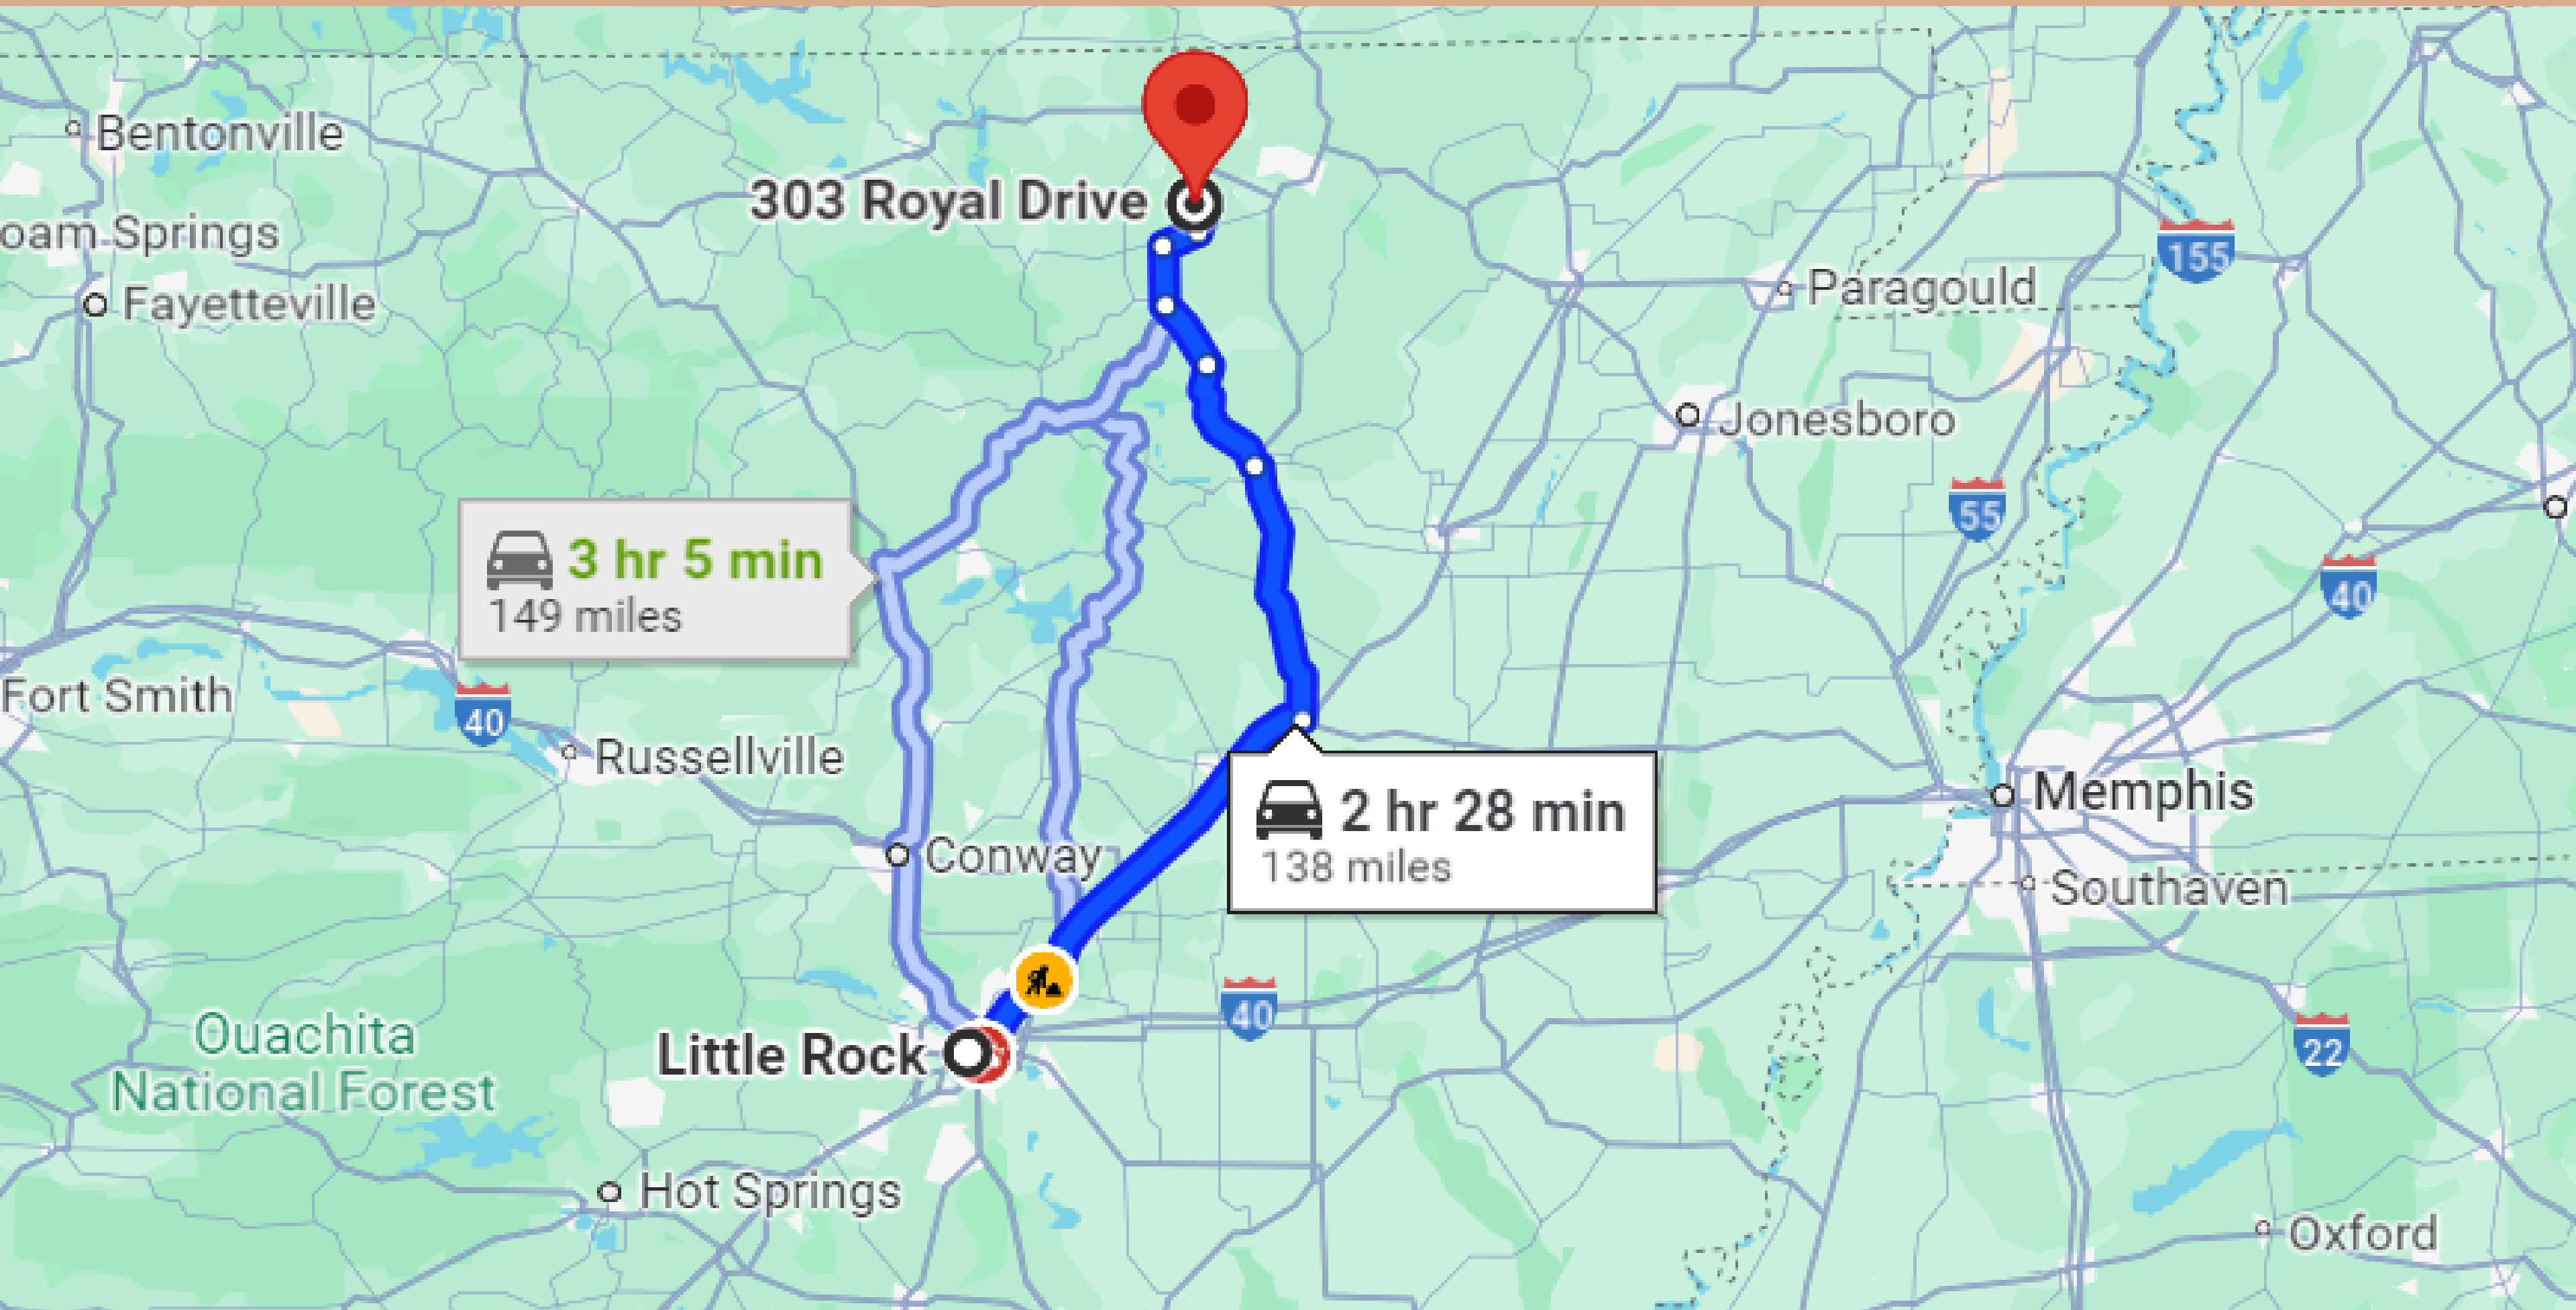 Bentonville
303 Royal Drive
oam Springs
155
Paragould
Fayetteville
Jonesboro
55
3 hr 5 min
149 miles
40
Fort Smith
40
Russellville
2 hr 28 min
138 miles
Memphis
Conway
Southaven
40
Little Rock
Ouachita
National Forest
22
Hot Springs
Oxford